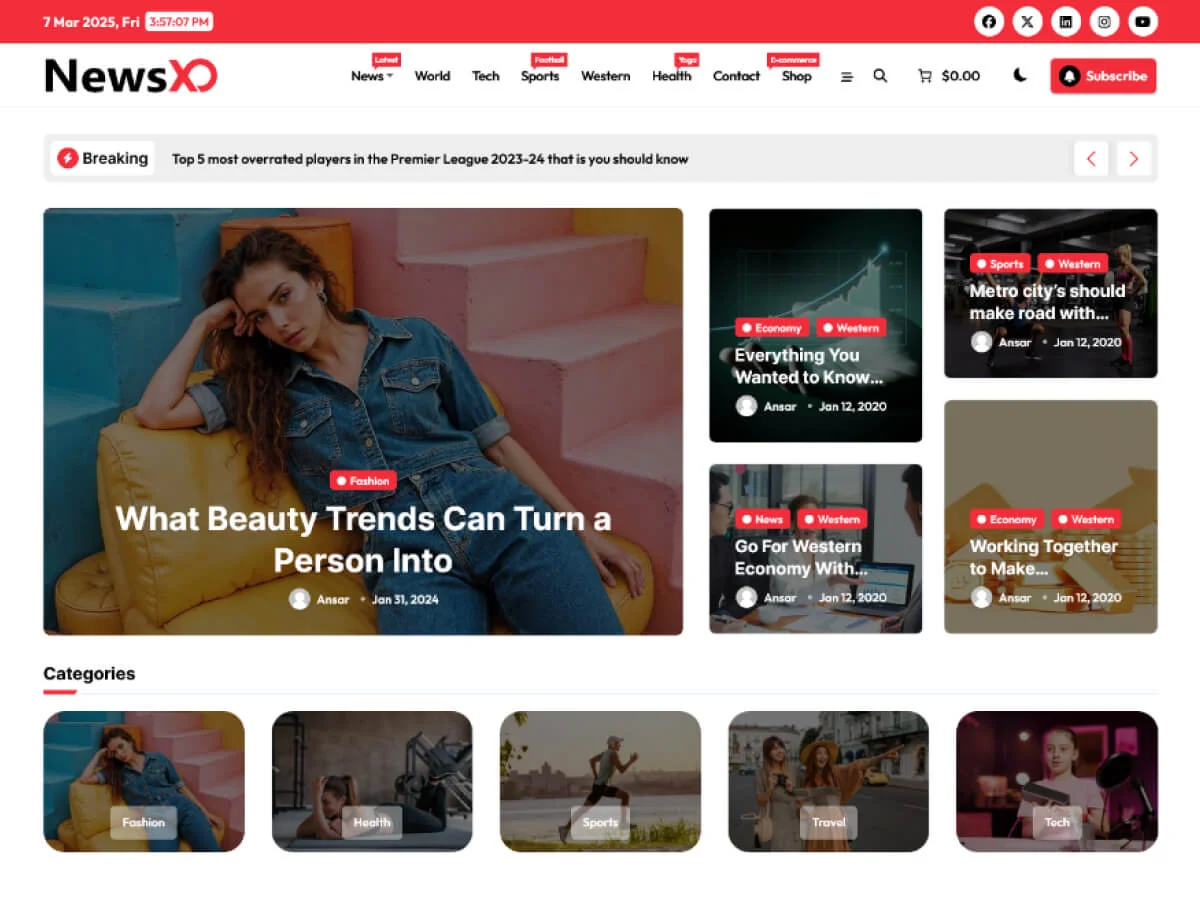 7 Mar 2025, Fri 3:57:07 PM
NewsXO
Latest Football Yoga E-commerce
News World Tech Sports Western Health Contact Shop $0.00 Subscribe
Breaking Top 5 most overrated players in the Premier League 2023-24 that is you should know
Fashion
What Beauty Trends Can Turn a
Person Into
Ansar • Jan 31, 2024
Economy Western
Everything You
Wanted to Know...
Ansar • Jan 12, 2020
News Western
Go For Western
Economy With...
Ansar • Jan 12, 2020
Sports Western
Metro city's should
make road with...
Ansar • Jan 12, 2020
Economy Western
Working Together
to Make...
Ansar • Jan 12, 2020
Categories
Fashion
Health
Sports
Travel
Tech